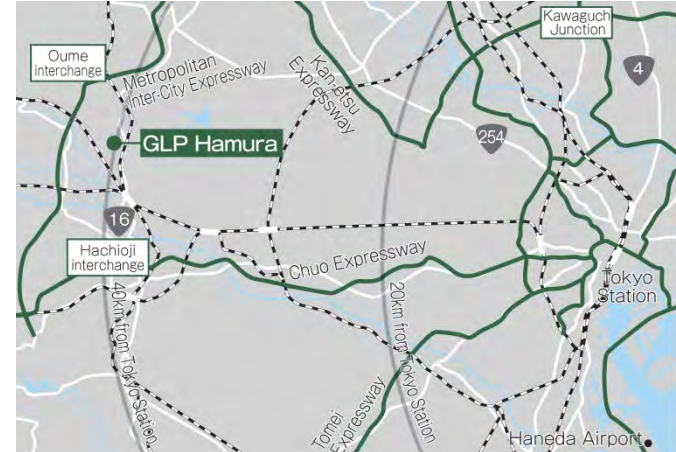 Kawaguch
Junction
Oume
interchange
Metropolitan
Inter-City Expressway
Kan-etsu
Expressway
4
GLP Hamura
254
16
Hachioji
interchange
Chuo Expressway
Tokyo
Station
40km from Tokyo Station
20km from Tokyo Station
Tomei
Expressway
Haneda Airport